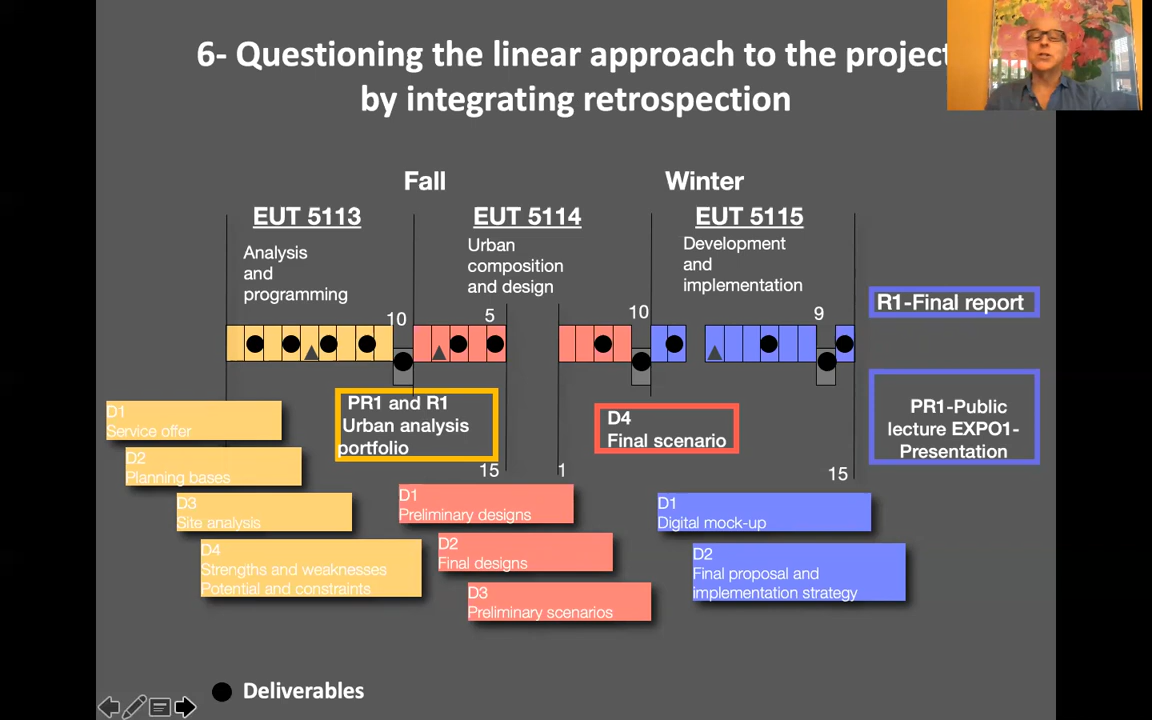 6- Questioning the linear approach to the project
by integrating retrospection
Fall
Winter
EUT 5113
EUT 5114
EUT 5115
Analysis
and
programming
Urban
composition
and design
Development
and
implementation
10
5
10
9
R1-Final report
PR1 and R1
Urban analysis
portfolio
D4
Final scenario
PR1-Public
lecture EXPO1-
Presentation
15
1
15
D1
Service offer
D2
Planning bases
D3
Site analysis
D4
Strengths and weaknesses
Potential and constraints
D1
Preliminary designs
D2
Final designs
D3
Preliminary scenarios
D1
Digital mock-up
D2
Final proposal and
implementation strategy
Deliverables